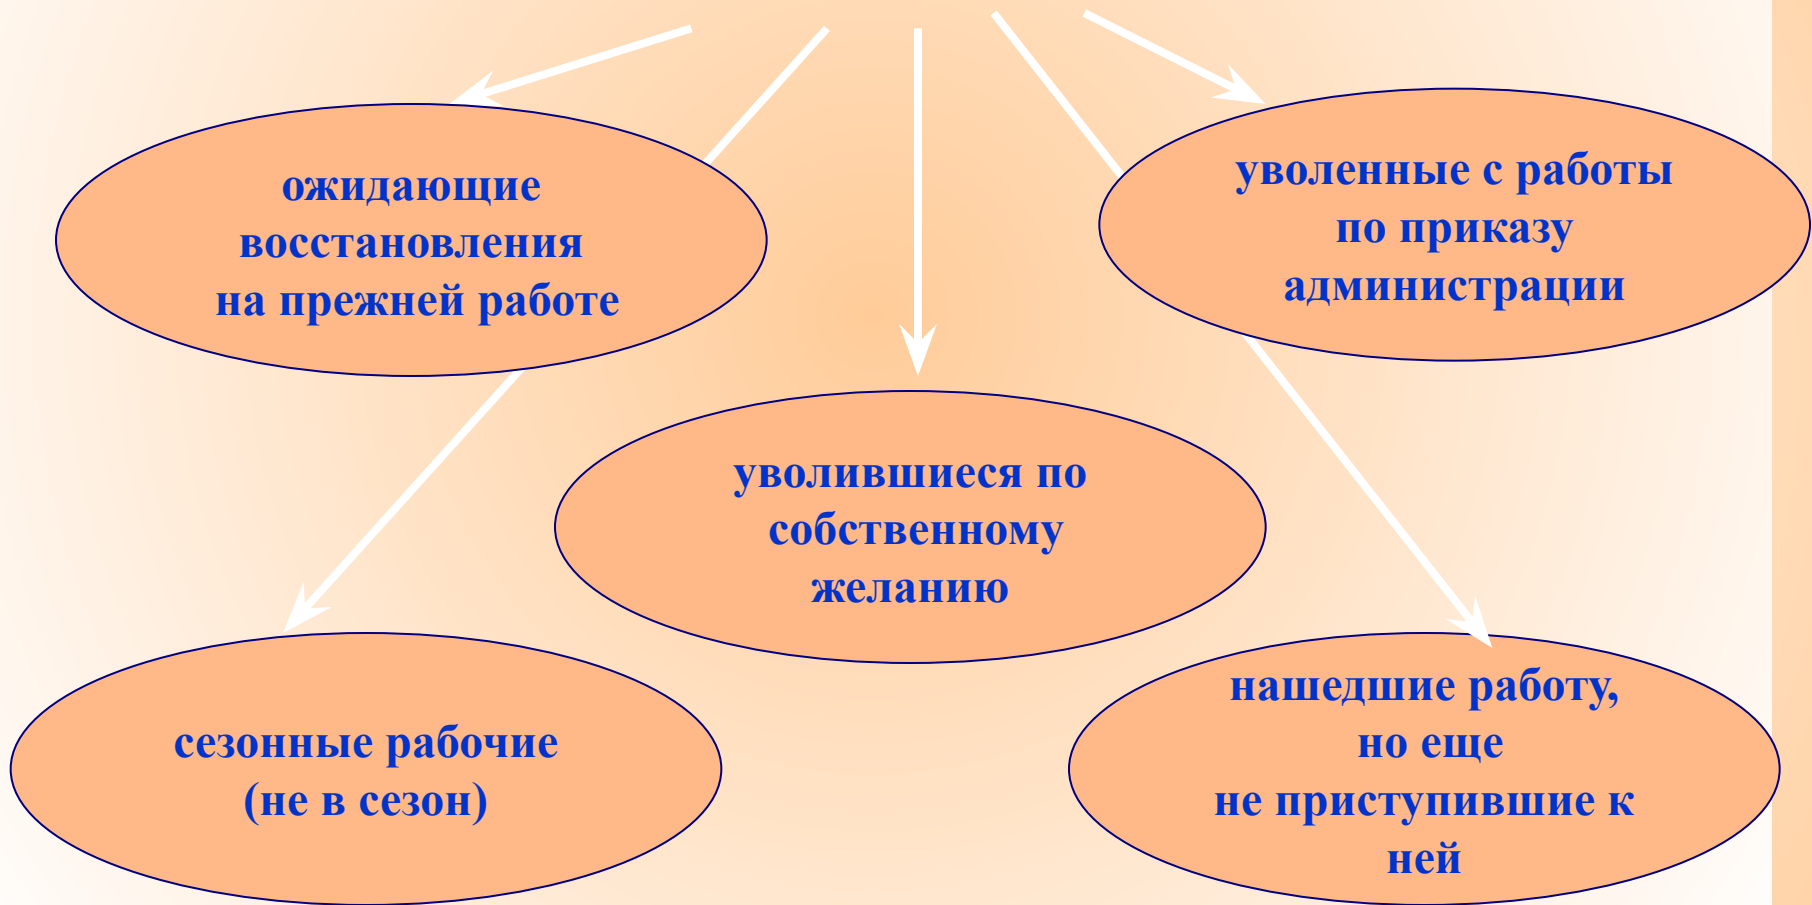 ожидающие
восстановления
на прежней работе
уволенные с работы
по приказу
администрации
уволившиеся по
собственному
желанию
сезонные рабочие
(не в сезон)
нашедшие работу,
но еще
не приступившие к
ней